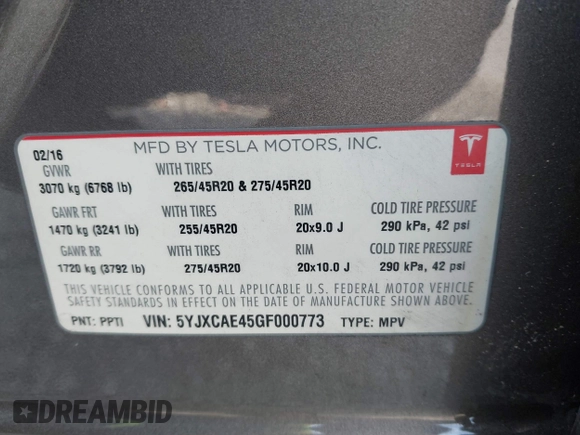 02/16 MFD BY TESLA MOTORS, INC.
GVWR WITH TIRES
3070 kg (6768 lb) 265/45R20 & 275/45R20
GAWR FRT WITH TIRES RIM COLD TIRE PRESSURE
1470 kg (3241 lb) 255/45R20 20x9.0 J 290 kPa, 42 psi
GAWR RR WITH TIRES RIM COLD TIRE PRESSURE
1720 kg (3792 lb) 275/45R20 20x10.0 J 290 kPa, 42 psi
THIS VEHICLE CONFORMS TO ALL APPLICABLE U.S. FEDERAL MOTOR VEHICLE
SAFETY STANDARDS IN EFFECT ON THE DATE OF MANUFACTURE SHOWN ABOVE.
PNT: PPTI VIN: 5YJXCAE45GF000773 TYPE: MPV
TESLA
DREAMBID